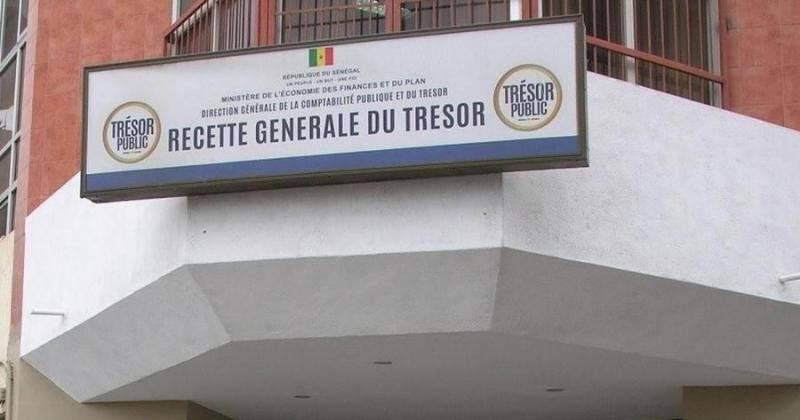 RÉPUBLIQUE DU SÉNÉGAL
UN PEUPLE - UN BUT - UNE FOI
MINISTÈRE DE L'ÉCONOMIE DES FINANCES ET DU PLAN
DIRECTION GÉNÉRALE DE LA COMPTABILITÉ PUBLIQUE ET DU TRESOR
RECETTE GENERALE DU TRESOR
TRÉSOR
PUBLIC
TRÉSOR
PUBLIC